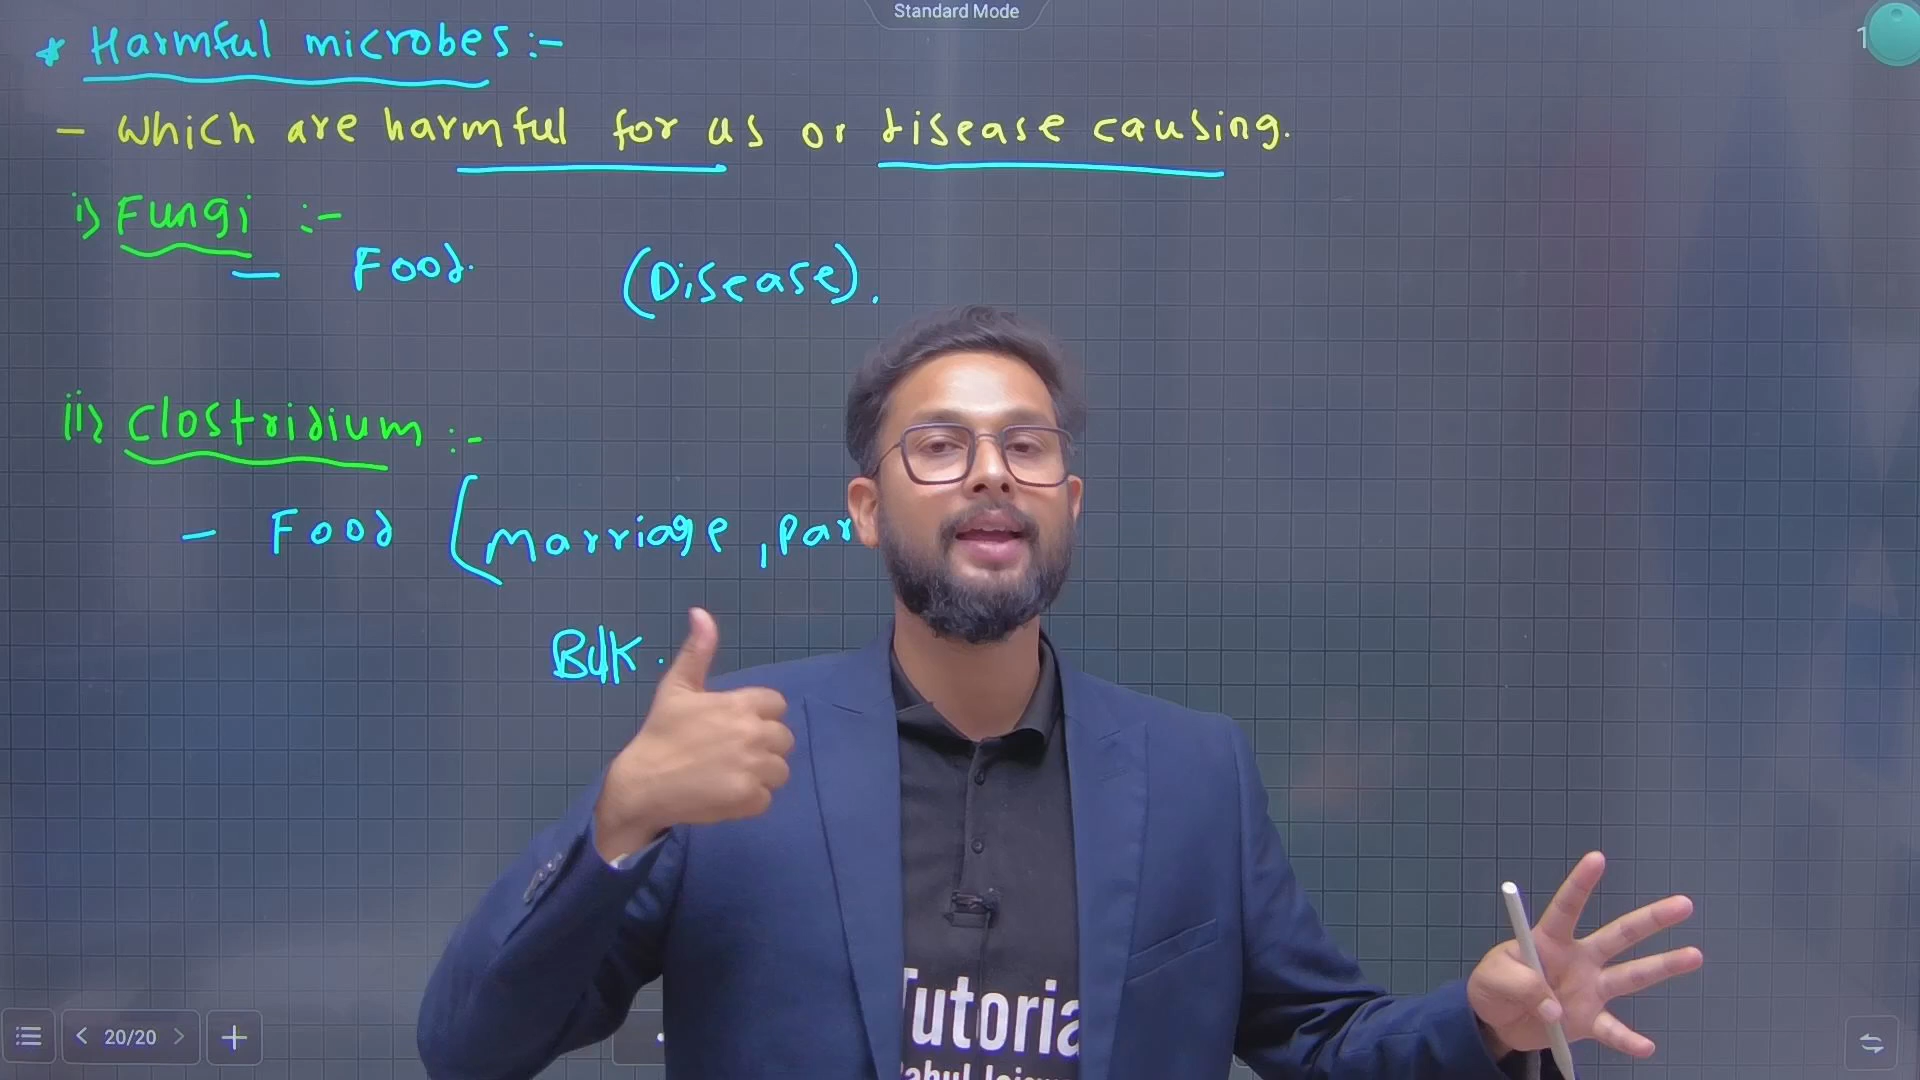 Standard Mode
* Harmful microbes :-
- which are harmful for us or disease causing.
i) Fungi :-
- Food. (Disease).
ii) Clostridium :-
- Food (marriage, par
Bulk.
20/20
Tutoria